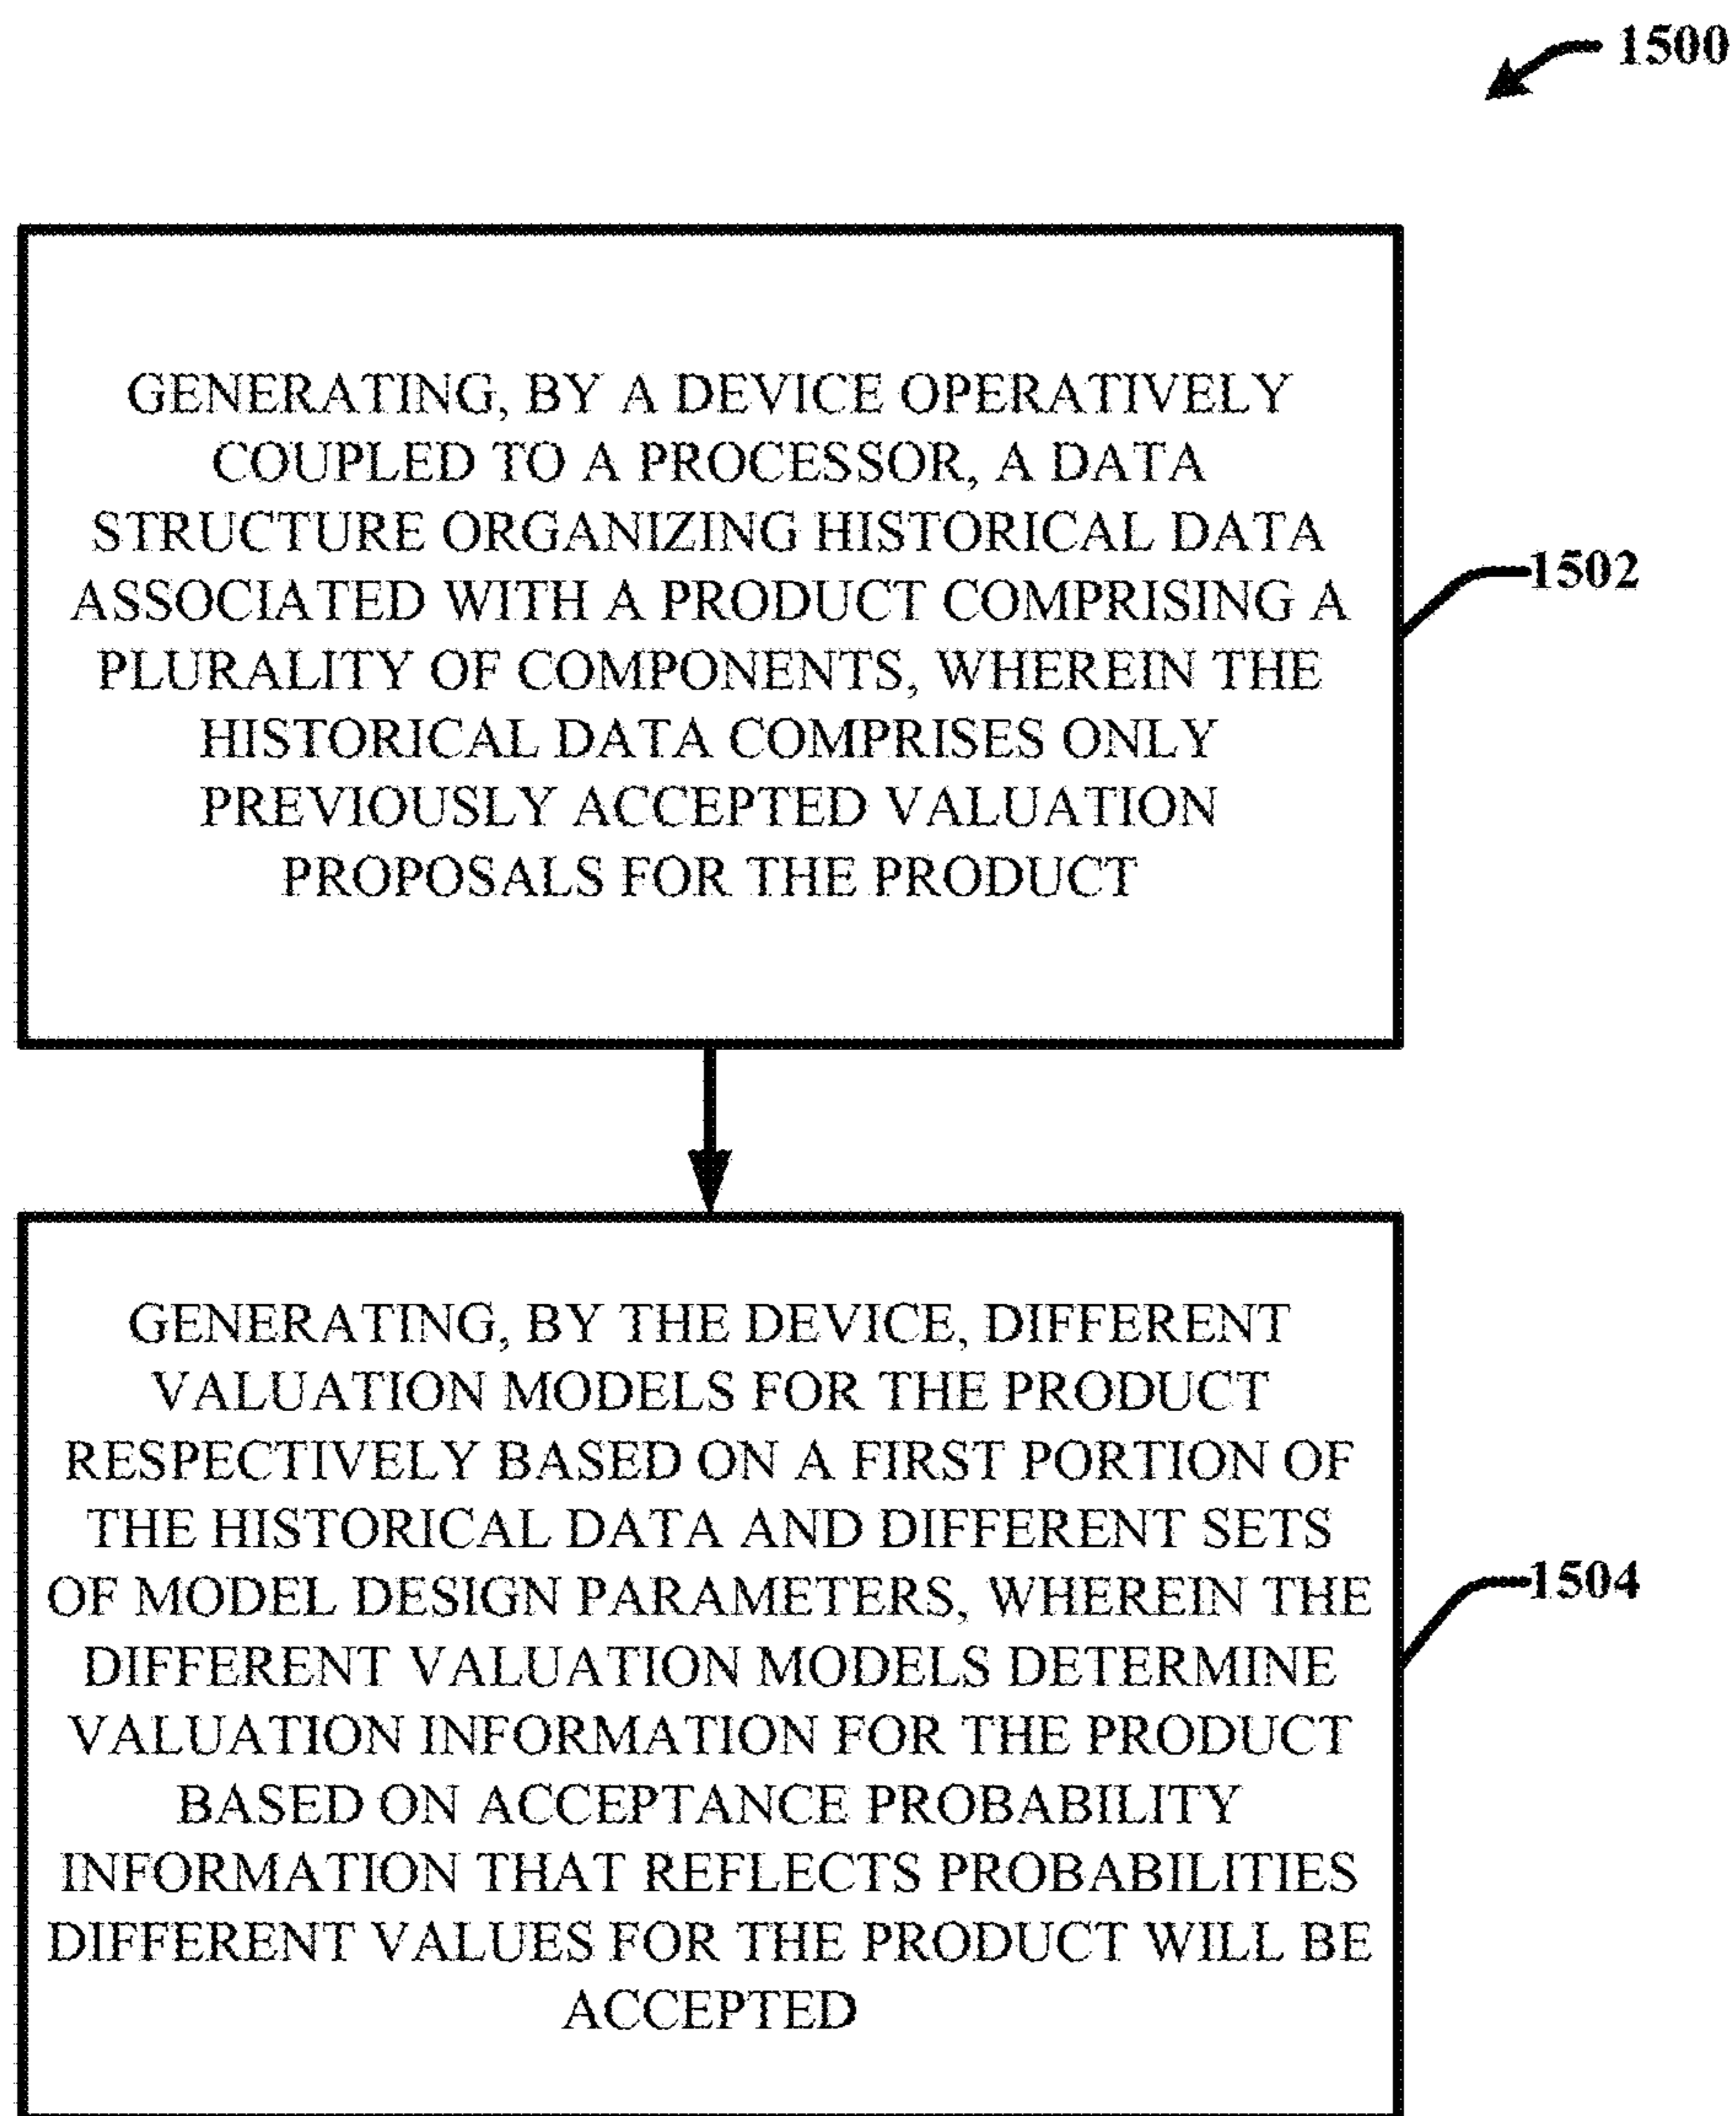 1500
GENERATING, BY A DEVICE OPERATIVELY
COUPLED TO A PROCESSOR, A DATA
STRUCTURE ORGANIZING HISTORICAL DATA
ASSOCIATED WITH A PRODUCT COMPRISING A
PLURALITY OF COMPONENTS, WHEREIN THE
HISTORICAL DATA COMPRISES ONLY
PREVIOUSLY ACCEPTED VALUATION
PROPOSALS FOR THE PRODUCT
1502
GENERATING, BY THE DEVICE, DIFFERENT
VALUATION MODELS FOR THE PRODUCT
RESPECTIVELY BASED ON A FIRST PORTION OF
THE HISTORICAL DATA AND DIFFERENT SETS
OF MODEL DESIGN PARAMETERS, WHEREIN THE
DIFFERENT VALUATION MODELS DETERMINE
VALUATION INFORMATION FOR THE PRODUCT
BASED ON ACCEPTANCE PROBABILITY
INFORMATION THAT REFLECTS PROBABILITIES
DIFFERENT VALUES FOR THE PRODUCT WILL BE
ACCEPTED
1504